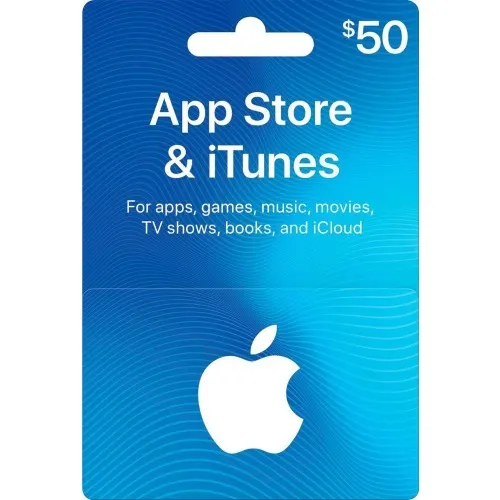 $50
App Store
& iTunes
For apps, games, music, movies,
TV shows, books, and iCloud